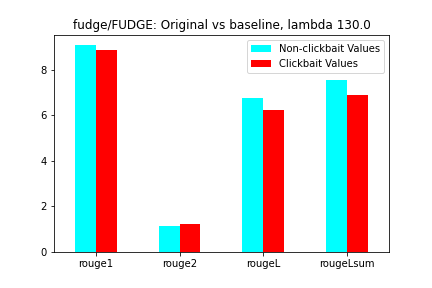 fudge/FUDGE: Original vs baseline, lambda 130.0
Non-clickbait Values
Clickbait Values
8
6
4
2
0
rouge1 rouge2 rougeL rougeLsum